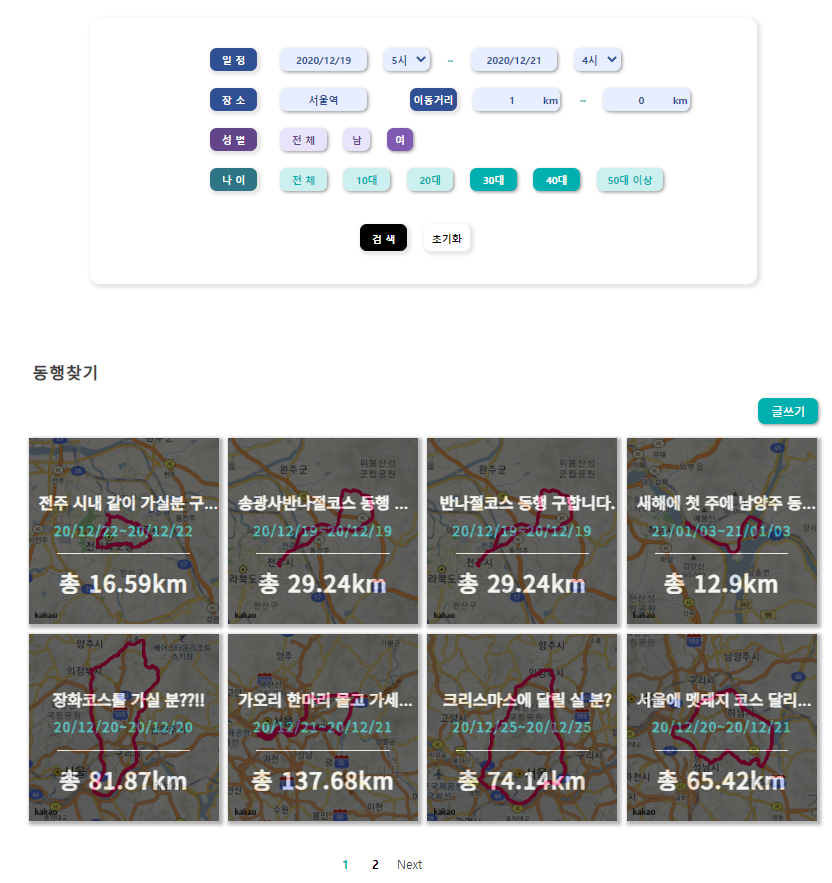 일 정 2020/12/19 5시 ~ 2020/12/21 4시
장 소 서울역 이동거리 1 km ~ 0 km
성 별 전 체 남 여
나 이 전 체 10대 20대 30대 40대 50대 이상
검 색 초기화
동행찾기
글쓰기
전주 시내 같이 가실분 구...
20/12/22~20/12/22
총 16.59km
kakao
송광사반나절코스 동행 ...
20/12/19~20/12/19
총 29.24km
kakao
반나절코스 동행 구합니다.
20/12/19~20/12/19
총 29.24km
kakao
새해에 첫 주에 남양주 동...
21/01/03~21/01/03
총 12.9km
kakao
장화코스를 가실 분??!!
20/12/20~20/12/20
총 81.87km
kakao
가오리 한마리 몰고 가세...
20/12/21~20/12/21
총 137.68km
kakao
크리스마스에 달릴 실 분?
20/12/25~20/12/25
총 74.14km
kakao
서울에 멧돼지 코스 달리...
20/12/20~20/12/21
총 65.42km
kakao
1 2 Next